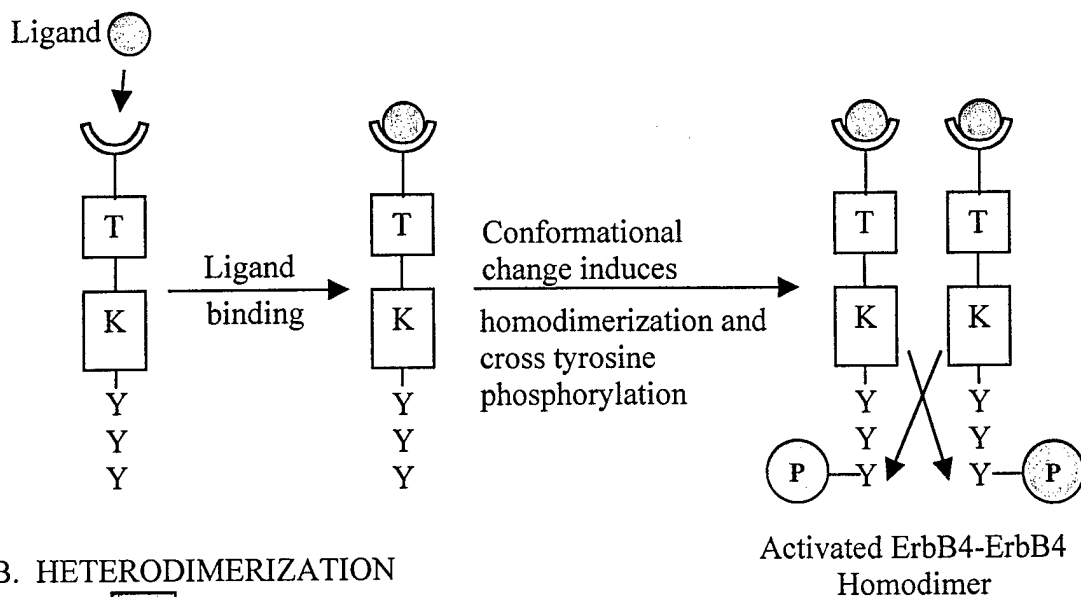 Ligand
T
K
Y
Y
Y
Ligand
binding
T
K
Y
Y
Y
Conformational
change induces
homodimerization and
cross tyrosine
phosphorylation
T T
K K
Y Y
Y Y
P Y Y P
Activated ErbB4-ErbB4
Homodimer
B. HETERODIMERIZATION